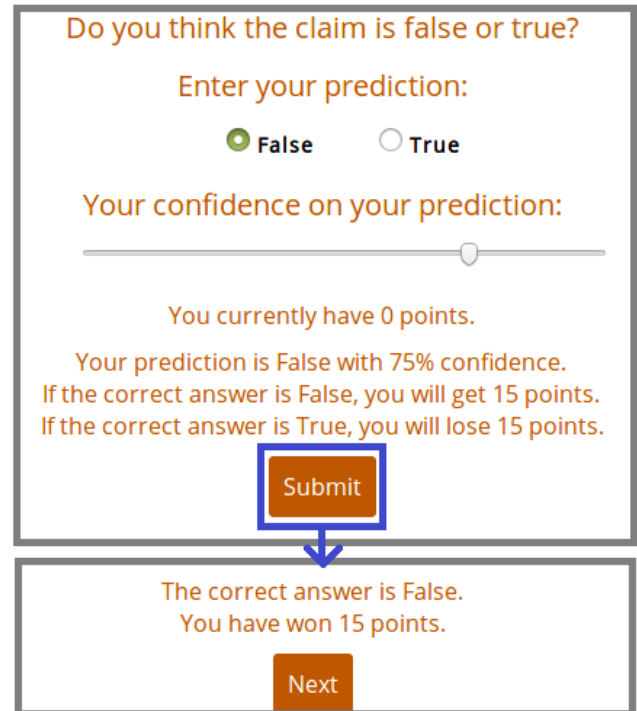 Do you think the claim is false or true?
Enter your prediction:
False True
Your confidence on your prediction:
You currently have 0 points.
Your prediction is False with 75% confidence.
If the correct answer is False, you will get 15 points.
If the correct answer is True, you will lose 15 points.
Submit
The correct answer is False.
You have won 15 points.
Next